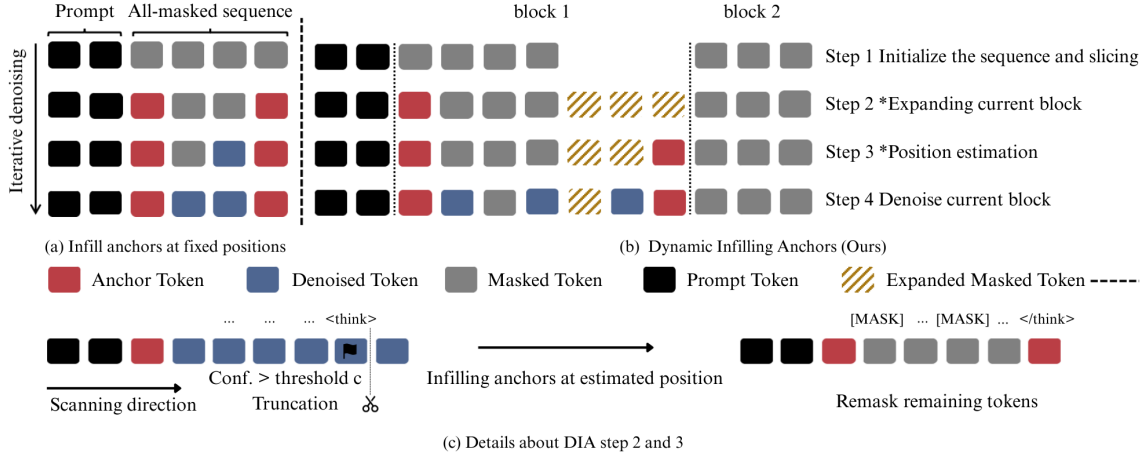 Prompt All-masked sequence
block 1 block 2
Iterative denoising
Step 1 Initialize the sequence and slicing
Step 2 *Expanding current block
Step 3 *Position estimation
Step 4 Denoise current block
(a) Infill anchors at fixed positions
(b) Dynamic Infilling Anchors (Ours)
Anchor Token Denoised Token Masked Token Prompt Token Expanded Masked Token
... ... ... <think>
[MASK] ... [MASK] ... </think>
Conf. > threshold c
Truncation
Scanning direction
Infilling anchors at estimated position
Remask remaining tokens
(c) Details about DIA step 2 and 3